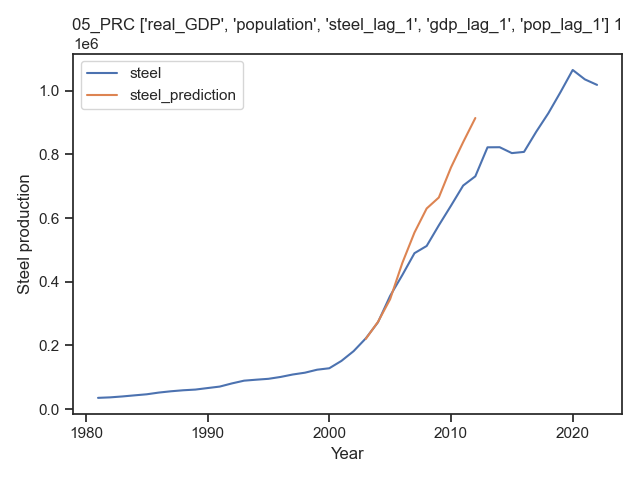 05_PRC ['real_GDP', 'population', 'steel_lag_1', 'gdp_lag_1', 'pop_lag_1'] 1
1e6
steel
steel_prediction
1.0
0.8
0.6
0.4
0.2
0.0
Steel production
1980
1990
2000
2010
2020
Year